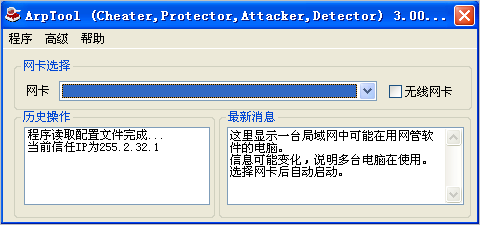 ArpTool (Cheater,Protector,Attacker,Detector) 3.00...
程序 高级 帮助
网卡选择
网卡 无线网卡
历史操作
程序读取配置文件完成...
当前信任IP为255.2.32.1
最新消息
这里显示一台局域网中可能在用网管软
件的电脑。
信息可能变化，说明多台电脑在使用。
选择网卡后自动启动。